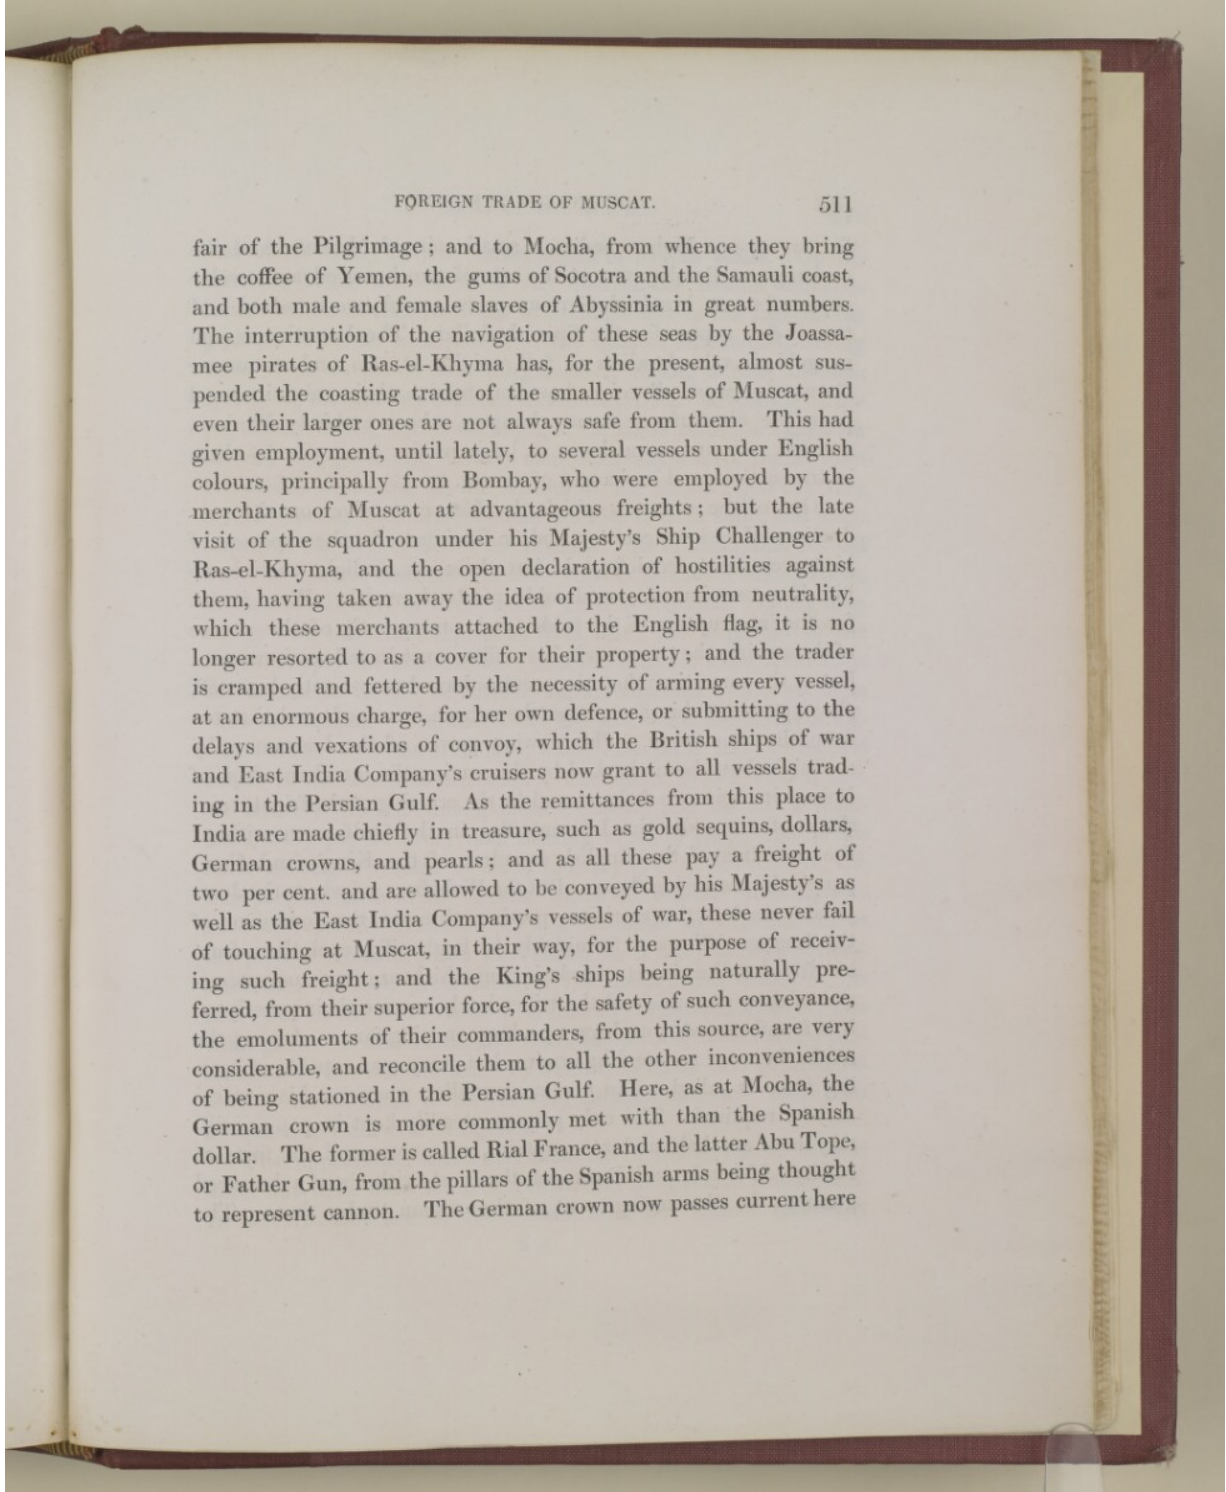 FOREIGN TRADE OF MUSCAT. 511
fair of the Pilgrimage; and to Mocha, from whence they bring
the coffee of Yemen, the gums of Socotra and the Samauli coast,
and both male and female slaves of Abyssinia in great numbers.
The interruption of the navigation of these seas by the Joassa-
mee pirates of Ras-el-Khyma has, for the present, almost sus-
pended the coasting trade of the smaller vessels of Muscat, and
even their larger ones are not always safe from them. This had
given employment, until lately, to several vessels under English
colours, principally from Bombay, who were employed by the
merchants of Muscat at advantageous freights; but the late
visit of the squadron under his Majesty's Ship Challenger to
Ras-el-Khyma, and the open declaration of hostilities against
them, having taken away the idea of protection from neutrality,
which these merchants attached to the English flag, it is no
longer resorted to as a cover for their property; and the trader
is cramped and fettered by the necessity of arming every vessel,
at an enormous charge, for her own defence, or submitting to the
delays and vexations of convoy, which the British ships of war
and East India Company's cruisers now grant to all vessels trad-
ing in the Persian Gulf. As the remittances from this place to
India are made chiefly in treasure, such as gold sequins, dollars,
German crowns, and pearls; and as all these pay a freight of
two per cent. and are allowed to be conveyed by his Majesty's as
well as the East India Company's vessels of war, these never fail
of touching at Muscat, in their way, for the purpose of receiv-
ing such freight; and the King's ships being naturally pre-
ferred, from their superior force, for the safety of such conveyance,
the emoluments of their commanders, from this source, are very
considerable, and reconcile them to all the other inconveniences
of being stationed in the Persian Gulf. Here, as at Mocha, the
German crown is more commonly met with than the Spanish
dollar. The former is called Rial France, and the latter Abu Tope,
or Father Gun, from the pillars of the Spanish arms being thought
to represent cannon. The German crown now passes current here